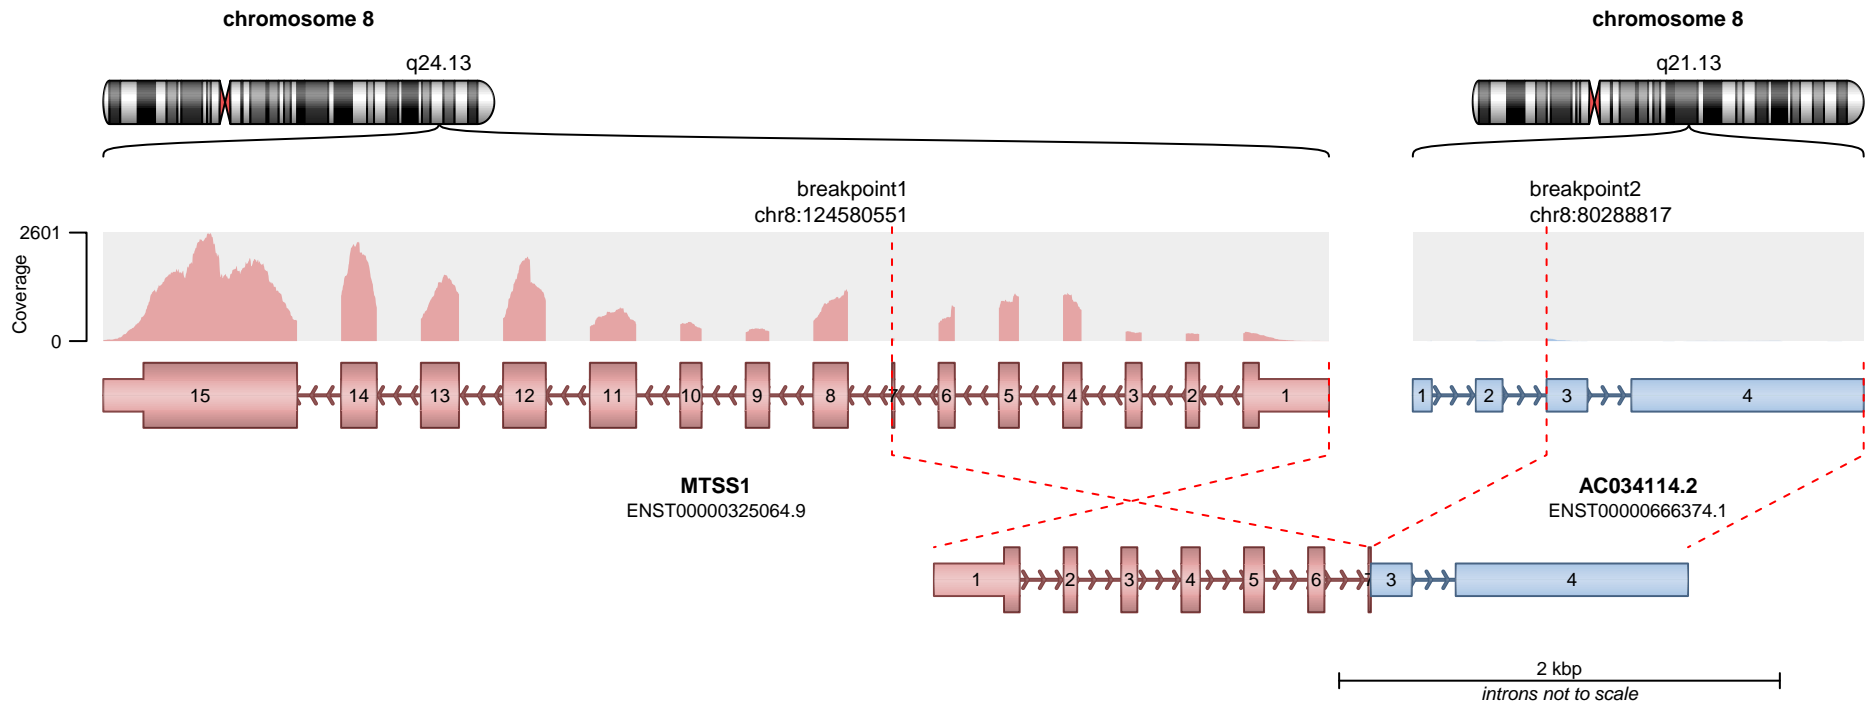 chromosome 8
chromosome 8
q24.13
q21.13
breakpoint1
chr8:124580551
breakpoint2
chr8:80288817
2601
Coverage
0
15 14 13 12 11 10 9 8 7 6 5 4 3 2 1
1 2 3 4
MTSS1
ENST00000325064.9
AC034114.2
ENST00000666374.1
1 2 3 4 5 6 7 3 4
2 kbp
introns not to scale